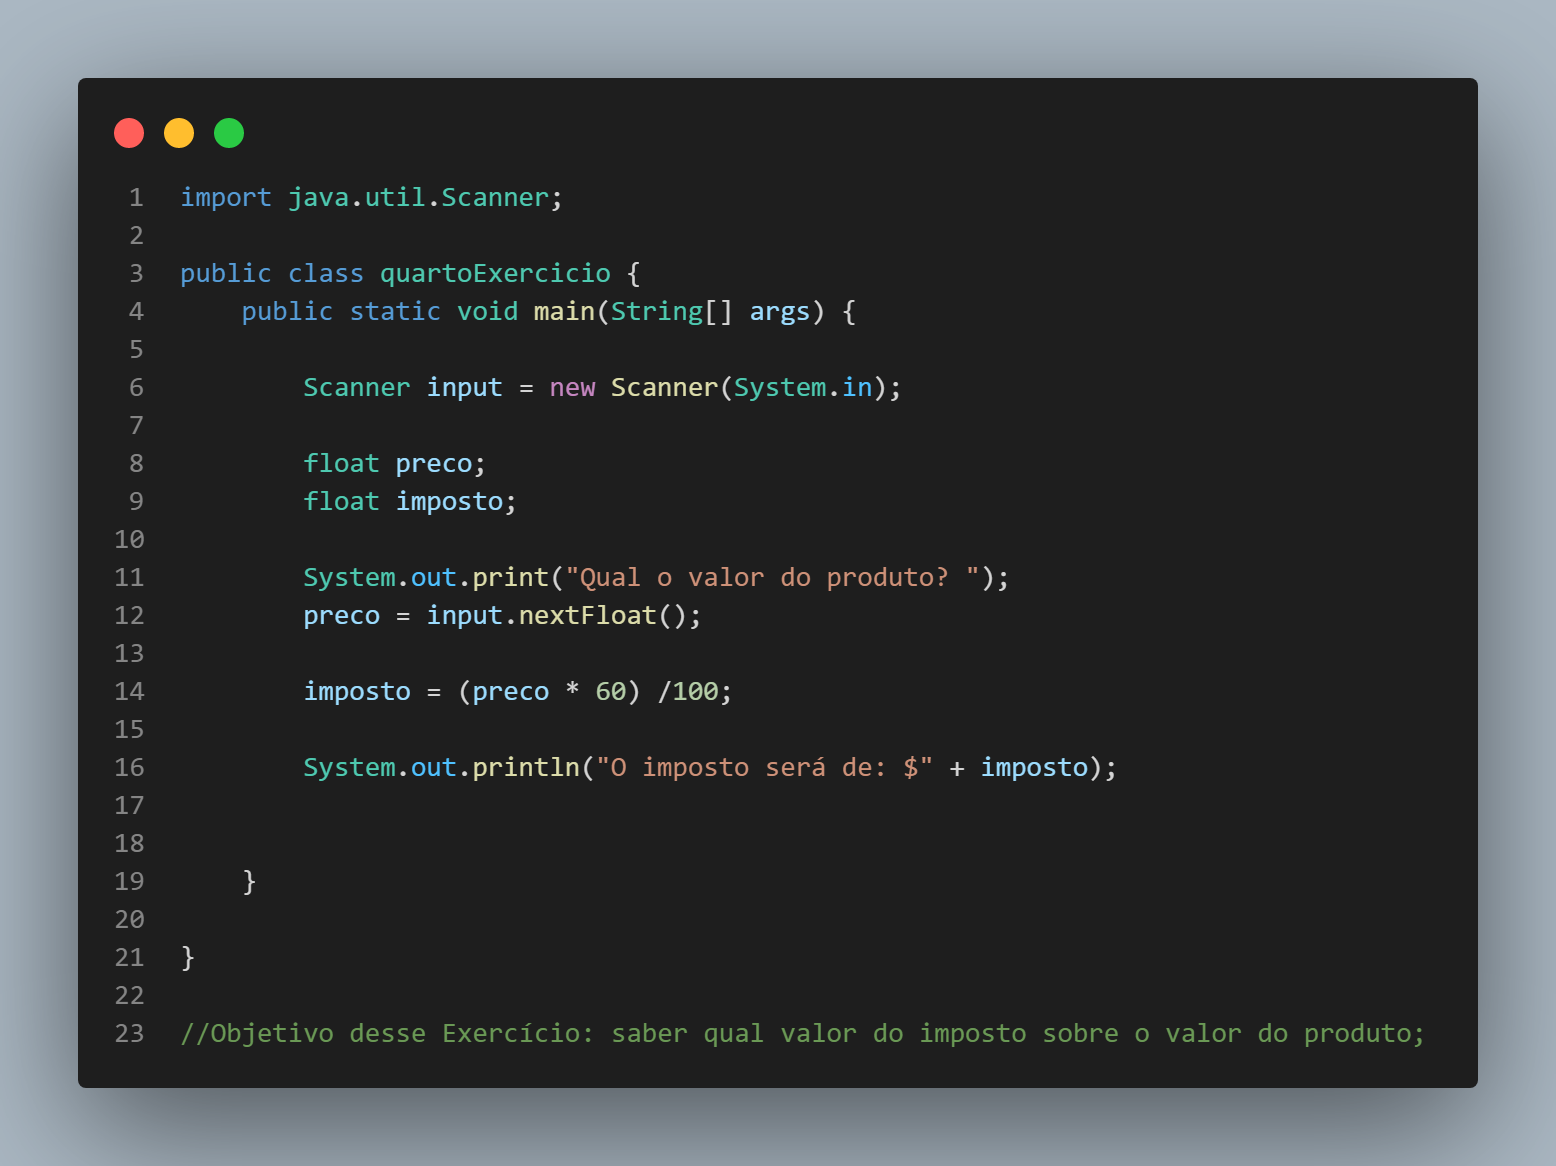 1 import java.util.Scanner;
2
3 public class quartoExercicio {
4     public static void main(String[] args) {
5
6         Scanner input = new Scanner(System.in);
7
8         float preco;
9         float imposto;
10
11         System.out.print("Qual o valor do produto? ");
12         preco = input.nextFloat();
13
14         imposto = (preco * 60) /100;
15
16         System.out.println("O imposto será de: $" + imposto);
17
18
19     }
20
21 }
22
23 //Objetivo desse Exercício: saber qual valor do imposto sobre o valor do produto;